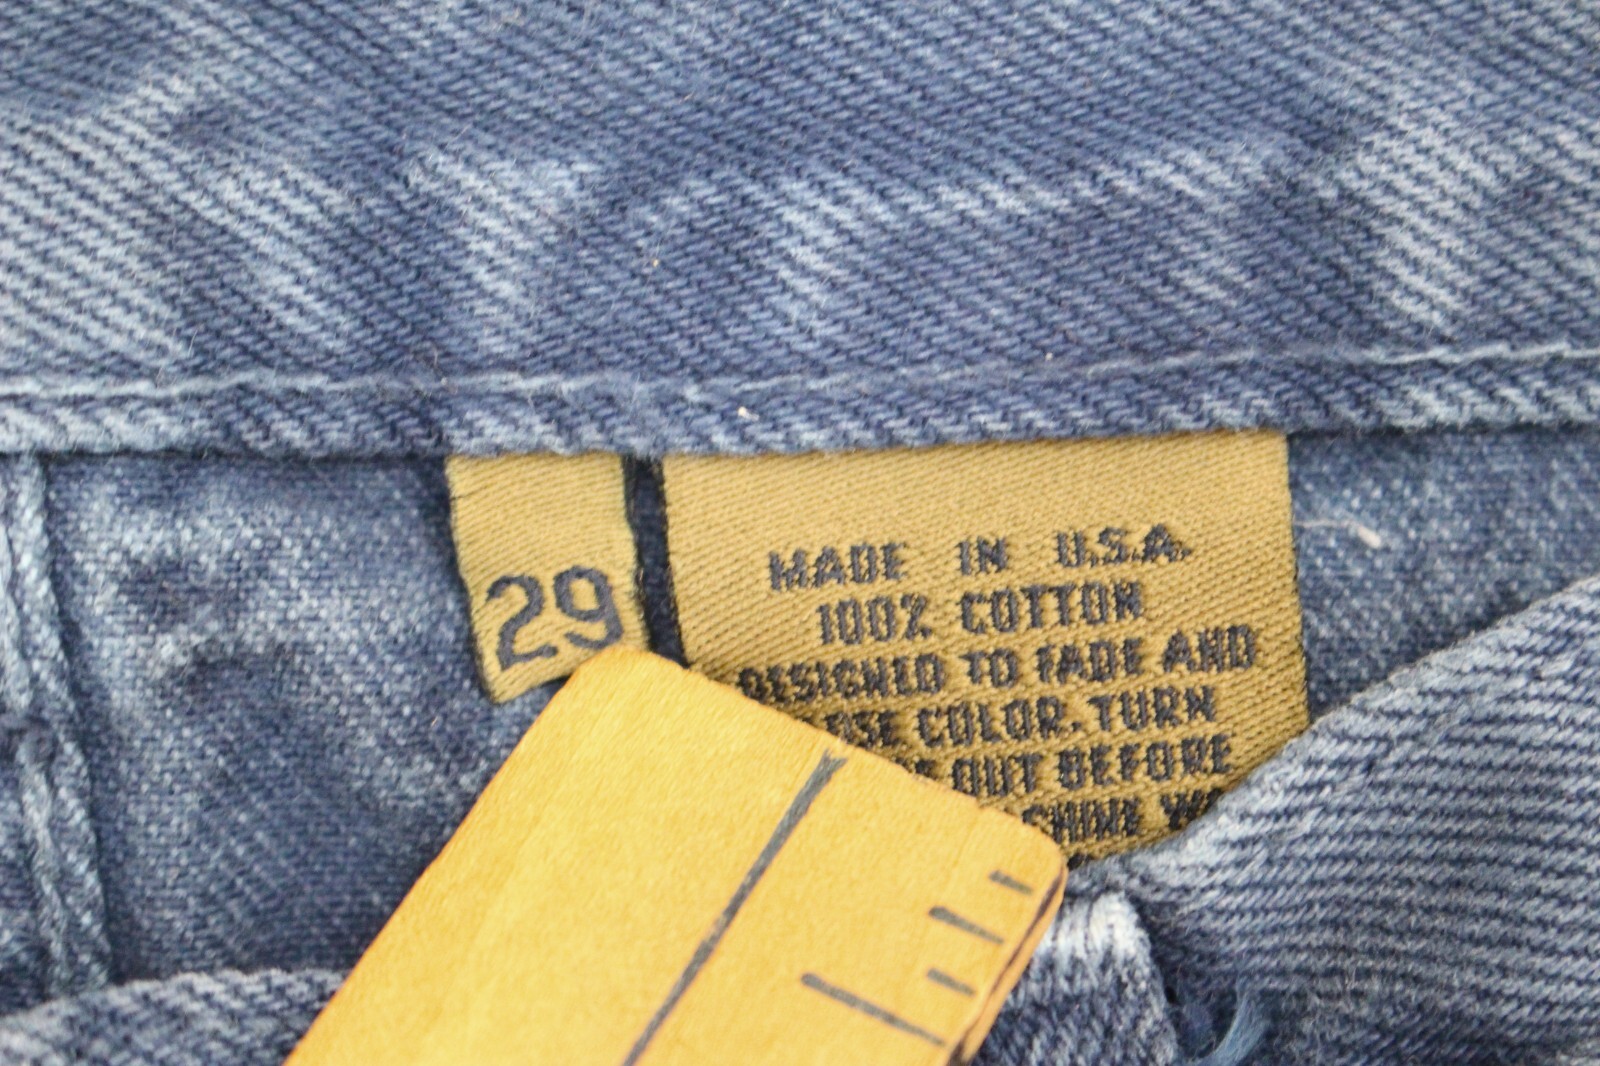 29
MADE IN U.S.A.
100% COTTON
DESIGNED TO FADE AND
COLOR. TURN
OUT BEFORE